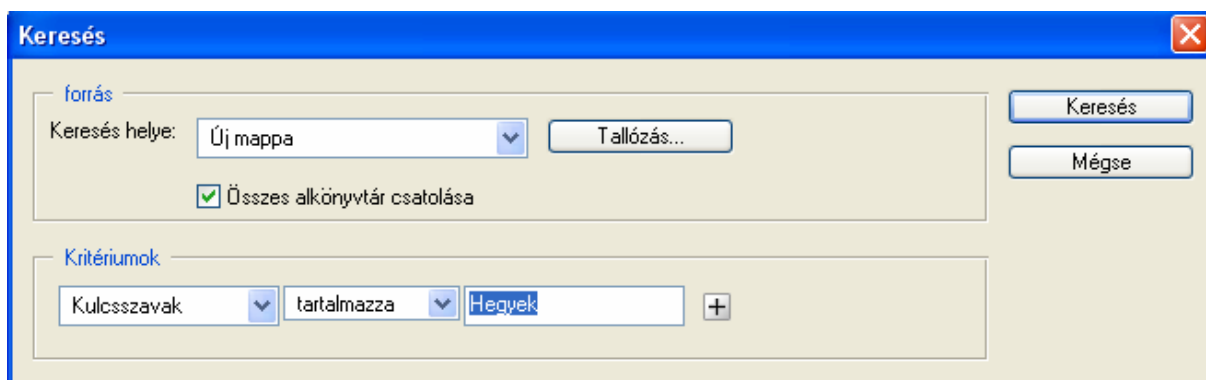 Keresés
forrás
Keresés helye: Új mappa Tallózás...
Összes alkönyvtár csatolása
Keresés
Mégse
Kritériumok
Kulcsszavak tartalmazza Hegyek +